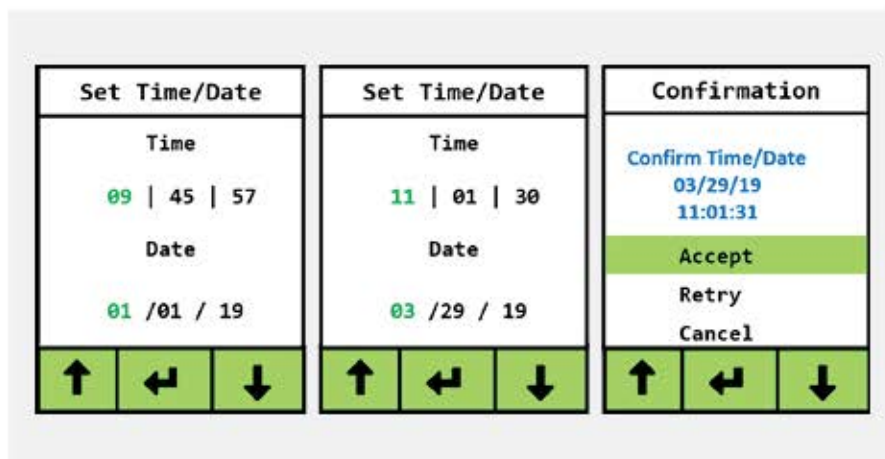 Set Time/Date
Time
09 | 45 | 57
Date
01 /01 / 19
Set Time/Date
Time
11 | 01 | 30
Date
03 /29 / 19
Confirmation
Confirm Time/Date
03/29/19
11:01:31
Accept
Retry
Cancel